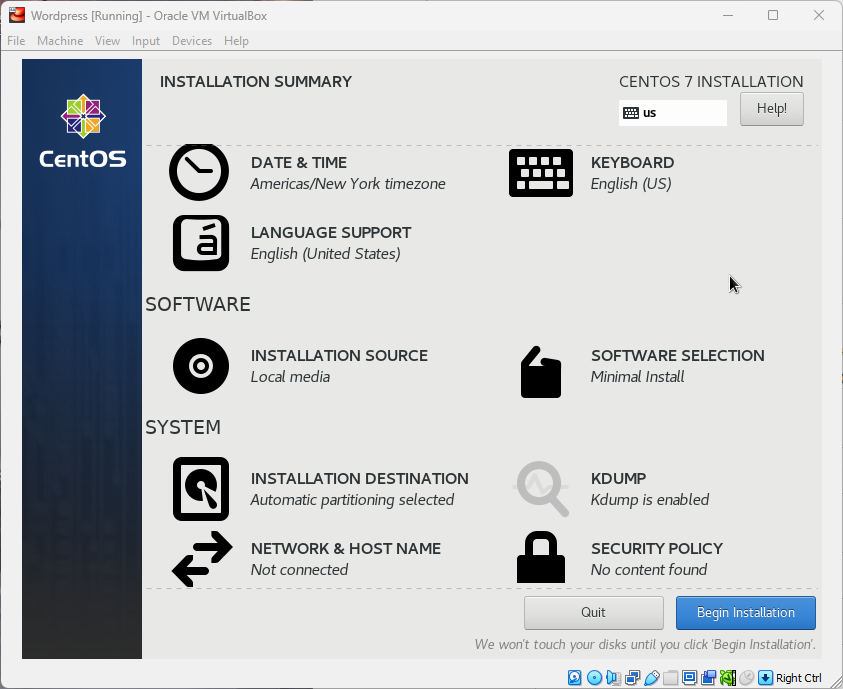 Wordpress [Running] - Oracle VM VirtualBox
File Machine View Input Devices Help
CentOS
INSTALLATION SUMMARY
CENTOS 7 INSTALLATION
us
Help!
DATE & TIME
Americas/New York timezone
KEYBOARD
English (US)
LANGUAGE SUPPORT
English (United States)
SOFTWARE
INSTALLATION SOURCE
Local media
SOFTWARE SELECTION
Minimal Install
SYSTEM
INSTALLATION DESTINATION
Automatic partitioning selected
KDUMP
Kdump is enabled
NETWORK & HOST NAME
Not connected
SECURITY POLICY
No content found
Quit
Begin Installation
We won't touch your disks until you click 'Begin Installation'.
Right Ctrl